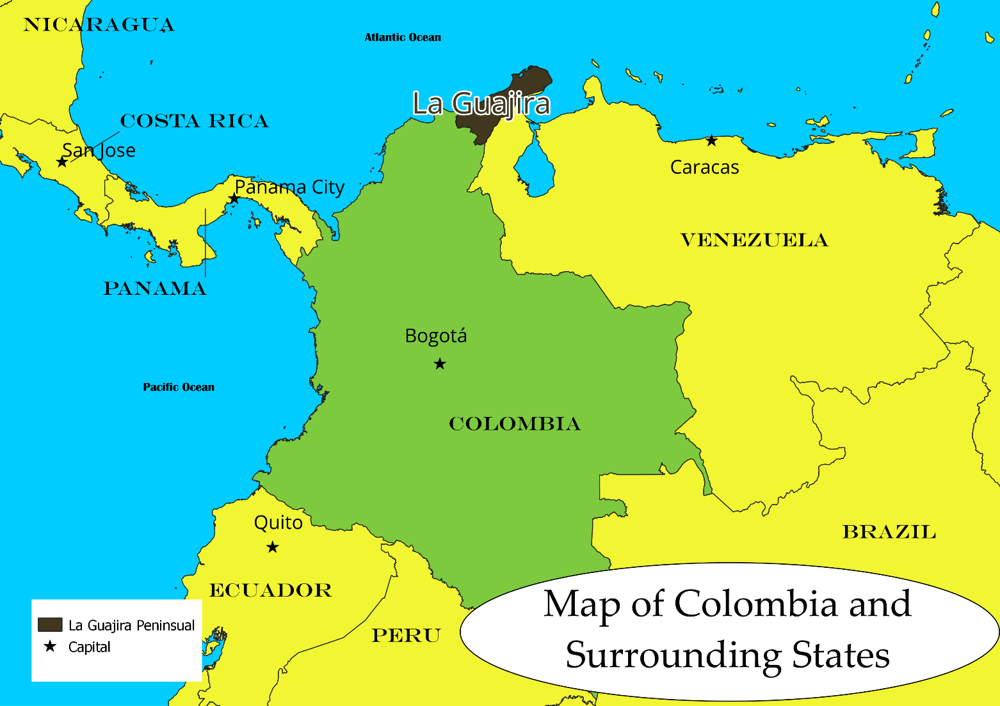 NICARAGUA
Atlantic Ocean
La Guajira
COSTA RICA
San Jose
Caracas
Panama City
VENEZUELA
PANAMA
Bogotá
Pacific Ocean
COLOMBIA
Quito
BRAZIL
ECUADOR
PERU
La Guajira Peninsual
Capital
Map of Colombia and
Surrounding States